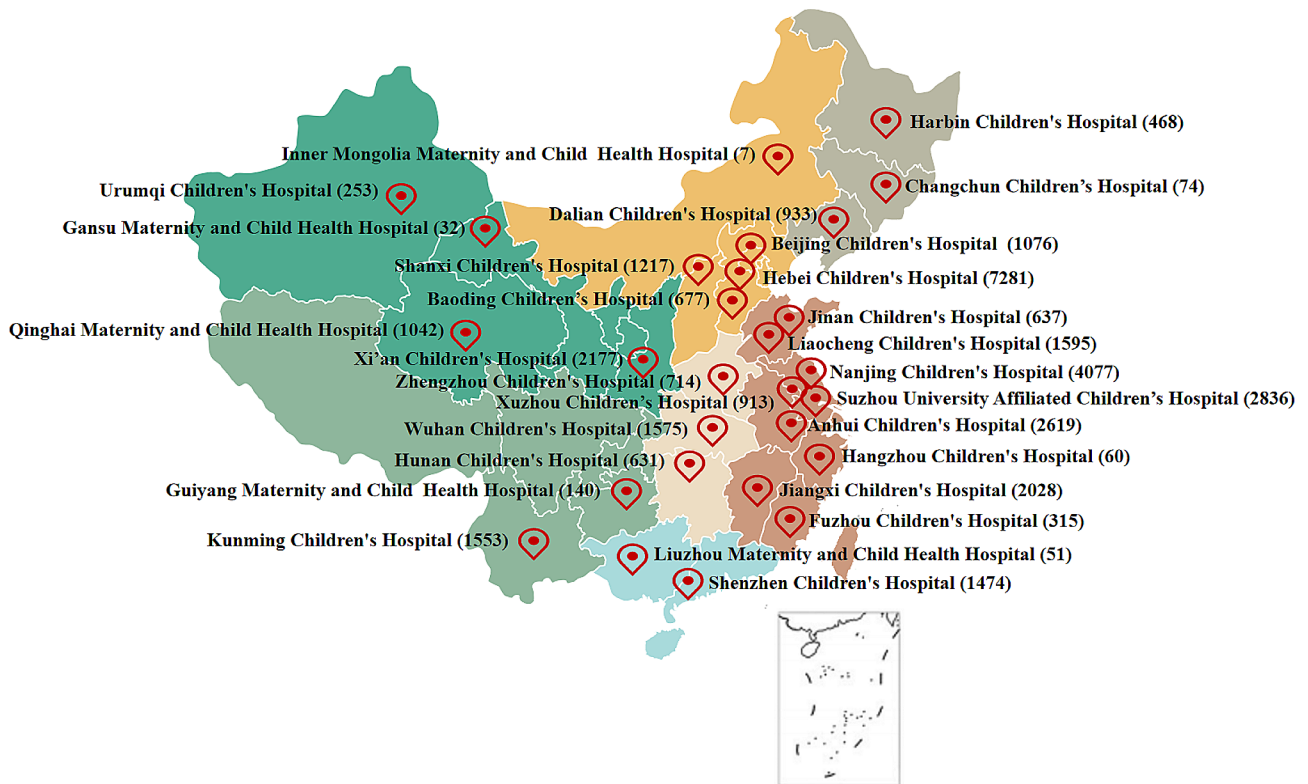 Harbin Children's Hospital (468)
Inner Mongolia Maternity and Child Health Hospital (7)
Urumqi Children's Hospital (253)
Changchun Children’s Hospital (74)
Dalian Children's Hospital (933)
Gansu Maternity and Child Health Hospital (32)
Beijing Children's Hospital (1076)
Shanxi Children's Hospital (1217)
Hebei Children's Hospital (7281)
Baoding Children’s Hospital (677)
Jinan Children's Hospital (637)
Qinghai Maternity and Child Health Hospital (1042)
Liaocheng Children's Hospital (1595)
Xi’an Children's Hospital (2177)
Nanjing Children's Hospital (4077)
Zhengzhou Children's Hospital (714)
Suzhou University Affiliated Children’s Hospital (2836)
Xuzhou Children’s Hospital (913)
Anhui Children's Hospital (2619)
Wuhan Children's Hospital (1575)
Hangzhou Children's Hospital (60)
Hunan Children's Hospital (631)
Guiyang Maternity and Child Health Hospital (140)
Jiangxi Children's Hospital (2028)
Fuzhou Children's Hospital (315)
Kunming Children's Hospital (1553)
Liuzhou Maternity and Child Health Hospital (51)
Shenzhen Children's Hospital (1474)